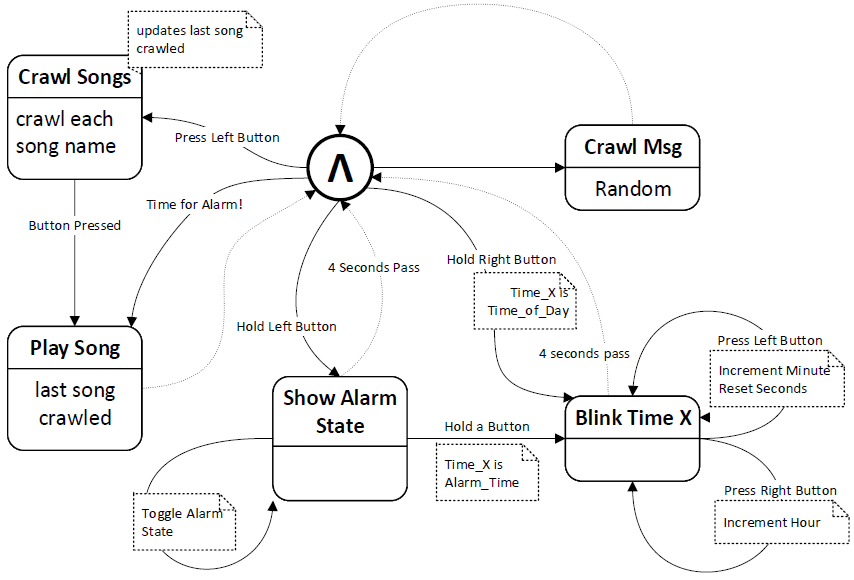 updates last song
crawled
Crawl Songs
crawl each
song name
Press Left Button
Λ
Crawl Msg
Random
Time for Alarm!
Button Pressed
4 Seconds Pass
Hold Right Button
Time_X is
Time_of_Day
Hold Left Button
Play Song
last song
crawled
4 seconds pass
Press Left Button
Increment Minute
Reset Seconds
Show Alarm
State
Hold a Button
Blink Time X
Time_X is
Alarm_Time
Toggle Alarm
State
Press Right Button
Increment Hour